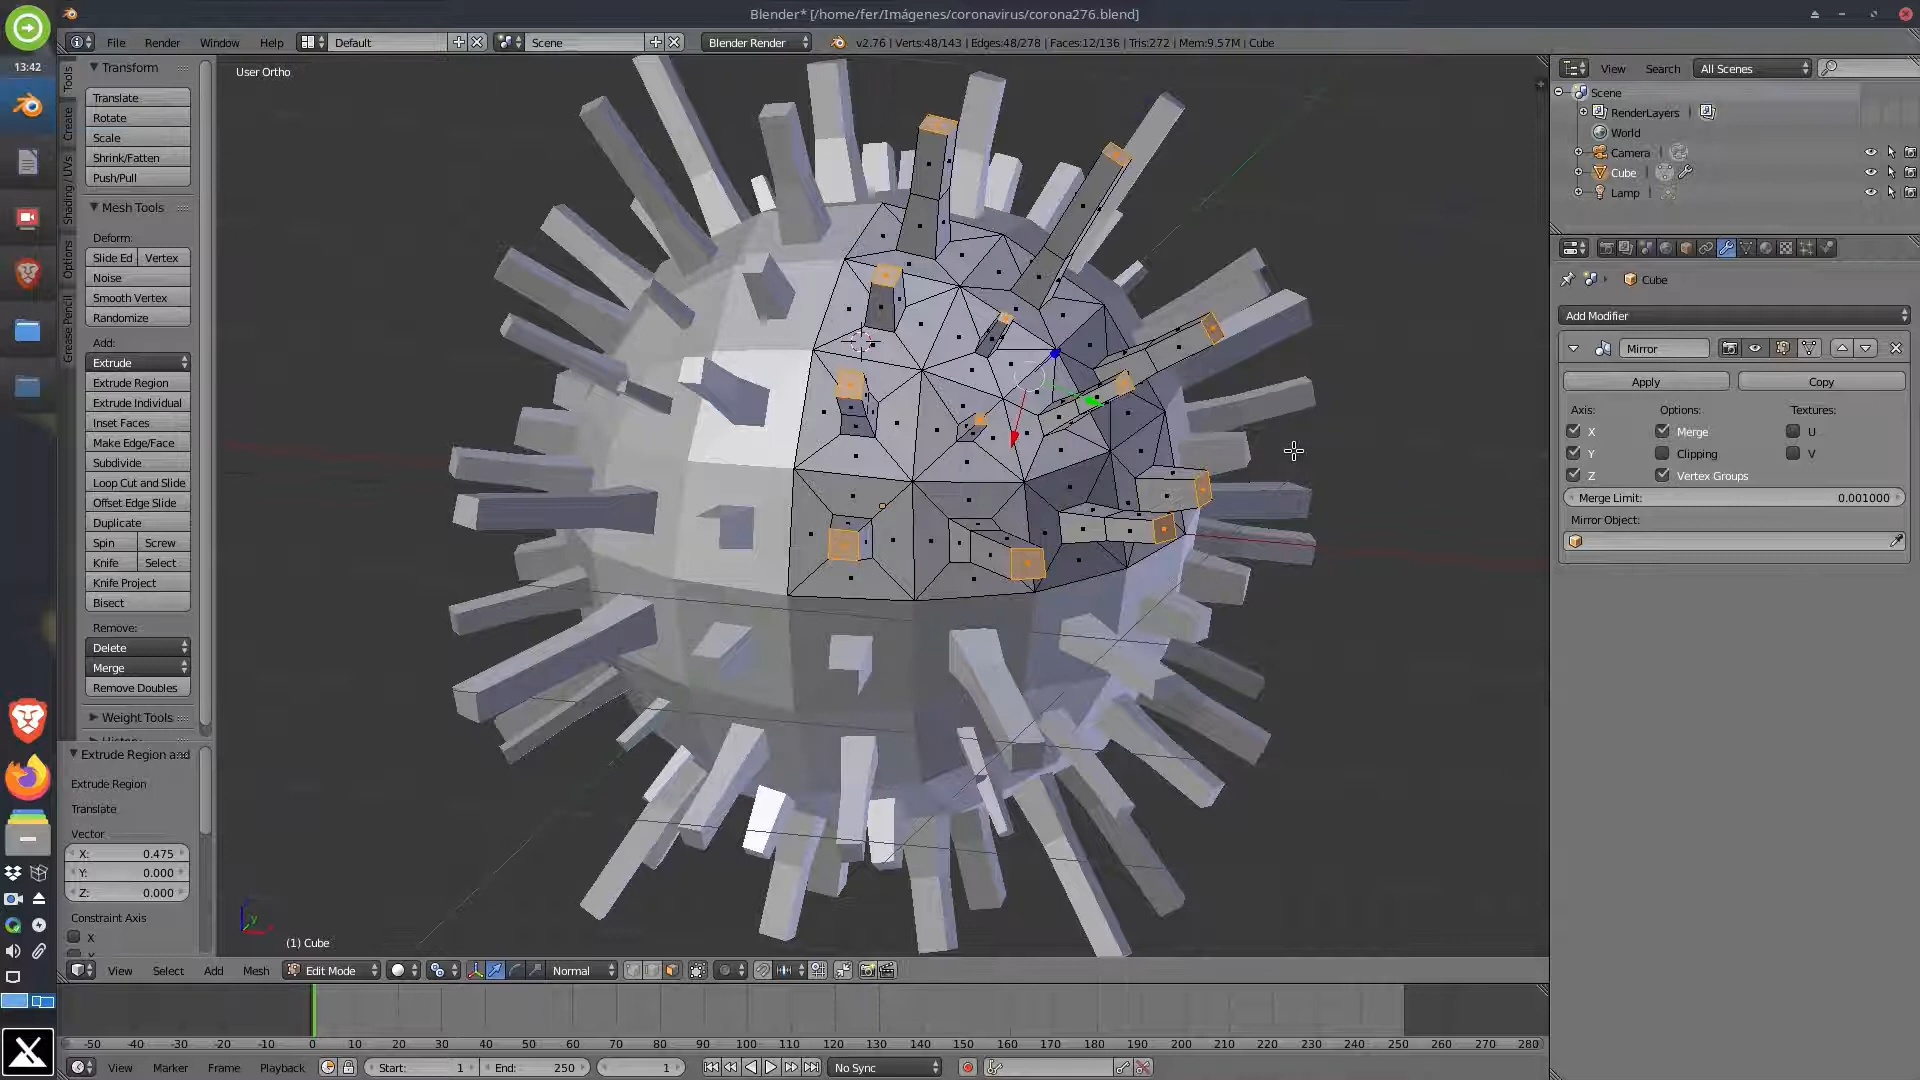 Blender* [/home/fer/Imágenes/coronavirus/corona276.blend]
File Render Window Help Default Scene Blender Render v2.76 | Verts:48/143 | Edges:48/278 | Faces:12/136 | Tris:272 | Mem:9.57M | Cube
13:42
Tools
Create
Shading / UVs
Options
Grease Pencil
Transform
Translate
Rotate
Scale
Shrink/Fatten
Push/Pull
Mesh Tools
Deform:
Slide Ed Vertex
Noise
Smooth Vertex
Randomize
Add:
Extrude
Extrude Region
Extrude Individual
Inset Faces
Make Edge/Face
Subdivide
Loop Cut and Slide
Offset Edge Slide
Duplicate
Spin Screw
Knife Select
Knife Project
Bisect
Remove:
Delete
Merge
Remove Doubles
Weight Tools
Extrude Region and
Extrude Region
Translate
Vector
X: 0.475
Y: 0.000
Z: 0.000
Constraint Axis
X
User Ortho
y
(1) Cube
View Select Add Mesh Edit Mode Normal
-50 -40 -30 -20 -10 0 10 20 30 40 50 60 70 80 90 100 110 120 130 140 150 160 170 180 190 200 210 220 230 240 250 260 270 280
View Marker Frame Playback Start: 1 End: 250 1 No Sync
View Search All Scenes
Scene
RenderLayers
World
Camera
Cube
Lamp
Cube
Add Modifier
Mirror
Apply Copy
Axis: Options: Textures:
X Merge U
Y Clipping V
Z Vertex Groups
Merge Limit: 0.001000
Mirror Object: